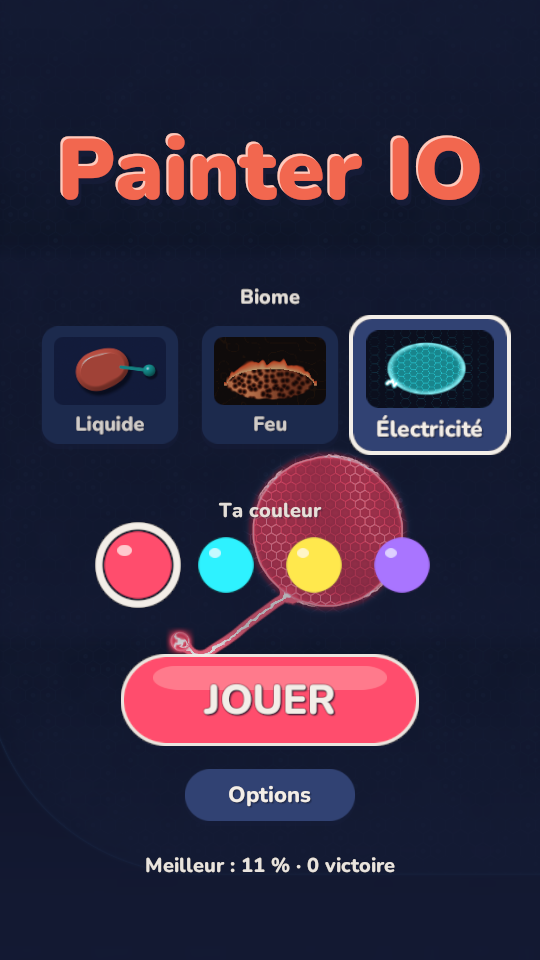 Painter IO
Biome
Liquide
Feu
Électricité
Ta couleur
JOUER
Options
Meilleur : 11 % · 0 victoire